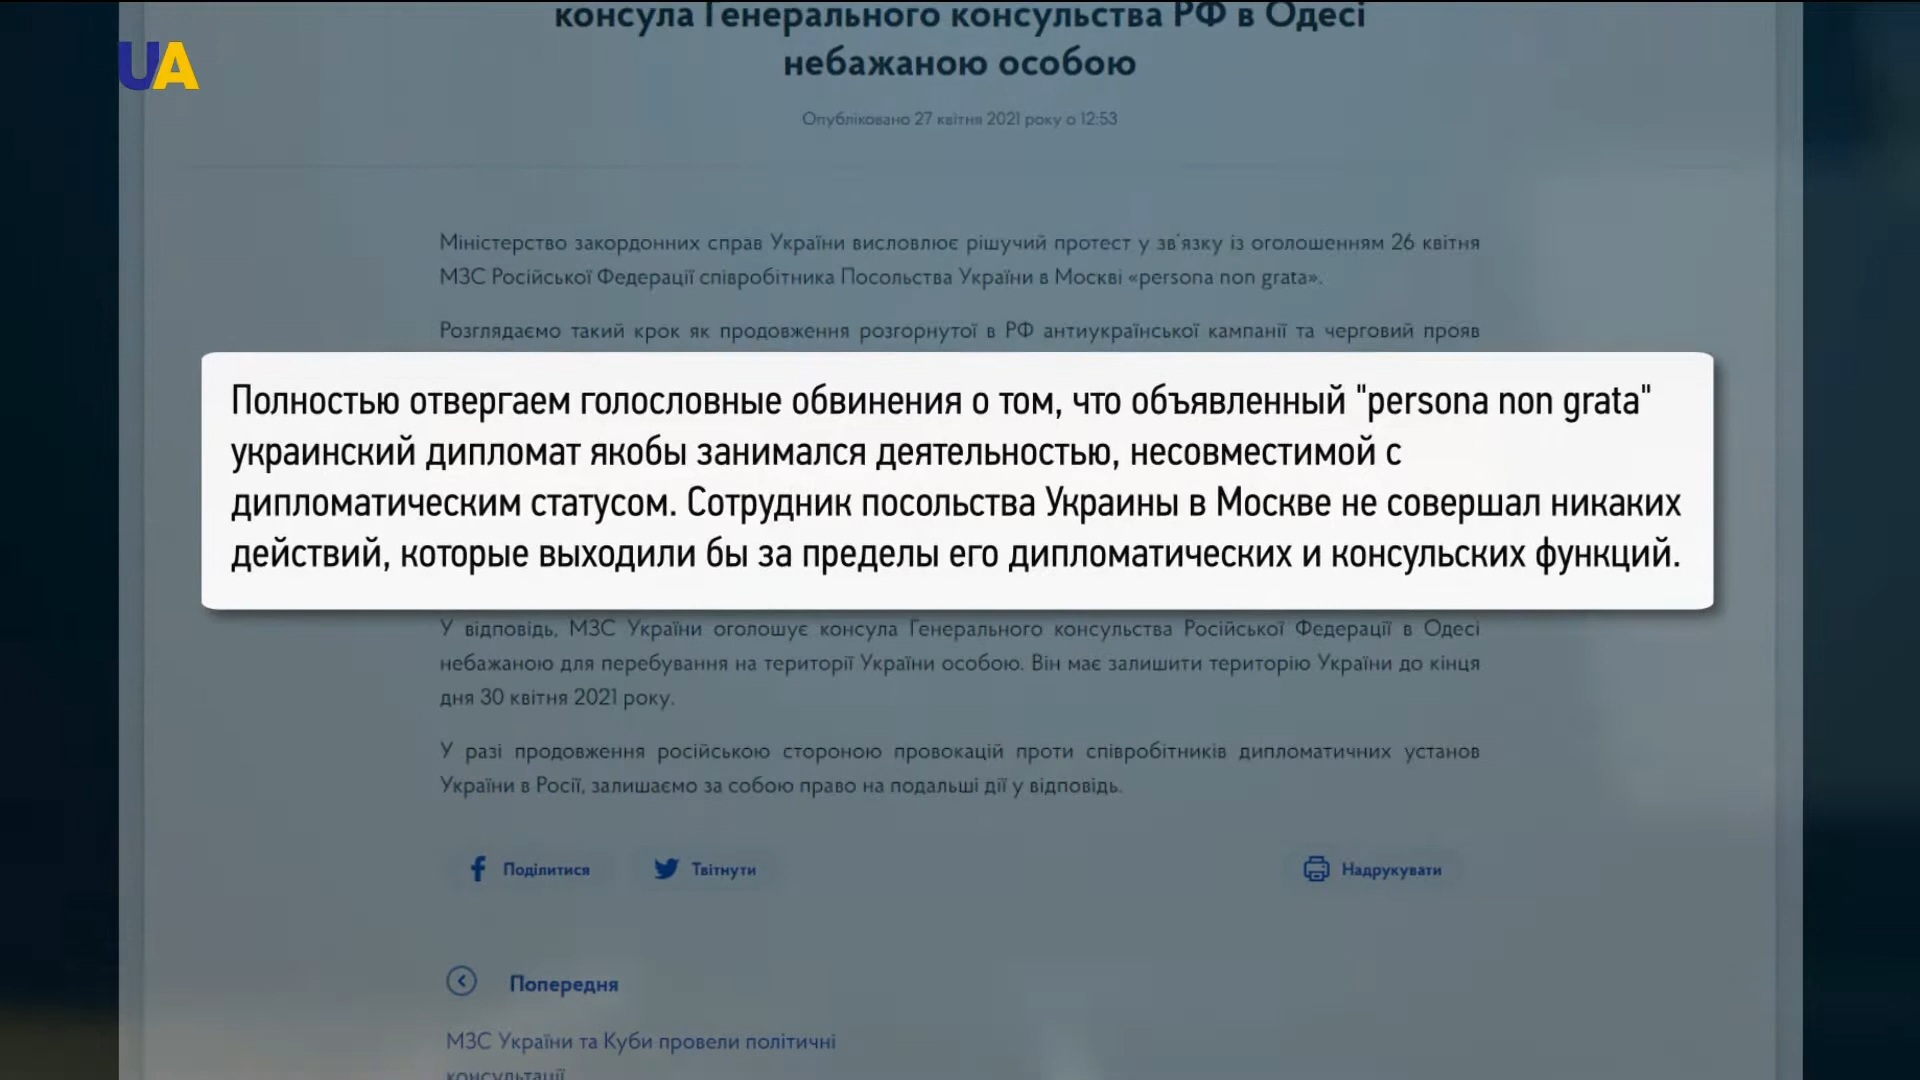 консула Генерального консульства РФ в Одесі
небажаною особою
UA
Опубліковано 27 квітня 2021 року о 12:53
Міністерство закордонних справ України висловлює рішучий протест у зв'язку із оголошенням 26 квітня
МЗС Російської Федерації співробітника Посольства України в Москві «persona non grata».
Розглядаємо такий крок як продовження розгорнутої в РФ антиукраїнської кампанії та черговий прояв
Полностью отвергаем голословные обвинения о том, что объявленный "persona non grata"
украинский дипломат якобы занимался деятельностью, несовместимой с
дипломатическим статусом. Сотрудник посольства Украины в Москве не совершал никаких
действий, которые выходили бы за пределы его дипломатических и консульских функций.
У відповідь, МЗС України оголошує консула Генерального консульства Російської Федерації в Одесі
небажаною для перебування на території України особою. Він має залишити територію України до кінця
дня 30 квітня 2021 року.
У разі продовження російською стороною провокацій проти співробітників дипломатичних установ
України в Росії, залишаємо за собою право на подальші дії у відповідь.
Поділитися Твітнути Надрукувати
Попередня
МЗС України та Куби провели політичні
консультації